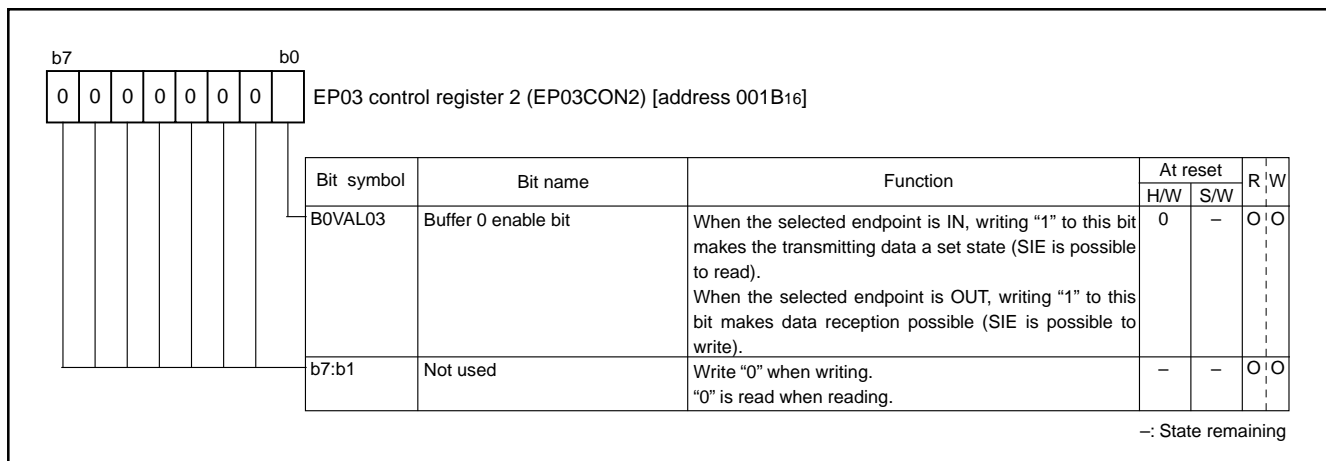 b7 b0
0 0 0 0 0 0 0 EP03 control register 2 (EP03CON2) [address 001B16]
Bit symbol Bit name Function At reset R W
H/W S/W
B0VAL03 Buffer 0 enable bit When the selected endpoint is IN, writing “1” to this bit 0 – O O
makes the transmitting data a set state (SIE is possible
to read).
When the selected endpoint is OUT, writing “1” to this
bit makes data reception possible (SIE is possible to
write).
b7:b1 Not used Write “0” when writing. – – O O
“0” is read when reading.
–: State remaining